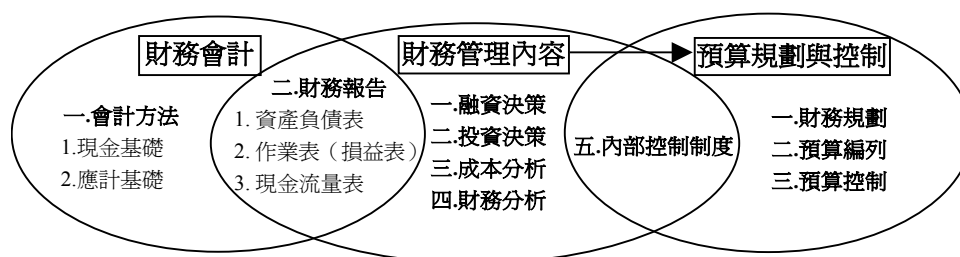 財務會計
一.會計方法
1.現金基礎
2.應計基礎
二.財務報告
1. 資產負債表
2. 作業表（損益表）
3. 現金流量表
財務管理內容
一.融資決策
二.投資決策
三.成本分析
四.財務分析
五.內部控制制度
預算規劃與控制
一.財務規劃
二.預算編列
三.預算控制